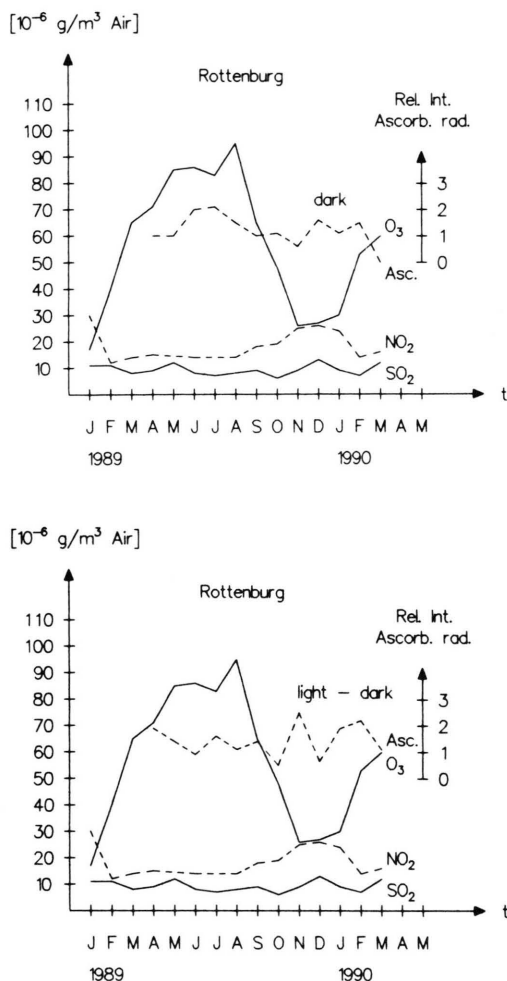 [10⁻⁶ g/m³ Air]
Rottenburg
Rel. Int.
Ascorb. rad.
110
100
90
80
70
60
50
40
30
20
10
dark
3
2
1
0
O₃
Asc.
NO₂
SO₂
t
J F M A M J J A S O N D J F M A M
1989 1990
[10⁻⁶ g/m³ Air]
Rottenburg
Rel. Int.
Ascorb. rad.
110
100
90
80
70
60
50
40
30
20
10
light – dark
3
2
1
0
Asc.
O₃
NO₂
SO₂
t
J F M A M J J A S O N D J F M A M
1989 1990